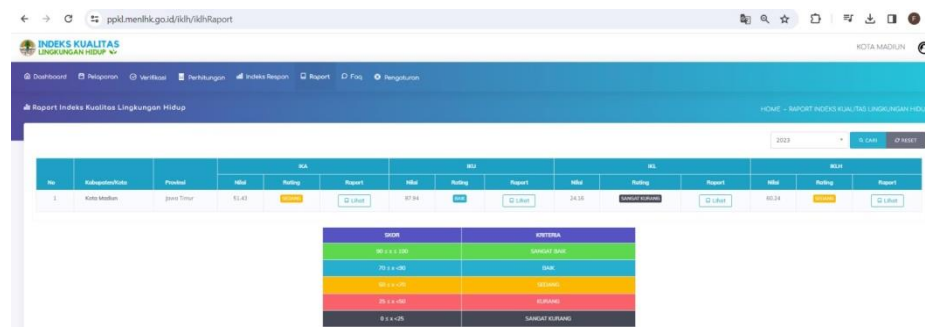 ppkl.menlhk.go.id/iklh/iklhRaport
INDEKS KUALITAS
LINGKUNGAN HIDUP
KOTA MADIUN
Dashboard Pelaporan Verifikasi Perhitungan Indeks Respon Raport Faq Pengaturan
Raport Indeks Kualitas Lingkungan Hidup
HOME - RAPORT INDEKS KUALITAS LINGKUNGAN HIDU
2023 CARI RESET
IKA IKU IKL IKLH
No Kabupaten/Kota Provinsi Nilai Rating Raport Nilai Rating Raport Nilai Rating Raport Nilai Rating Raport
1 Kota Madiun Jawa Timur 51.43 SEDANG Lihat 87.94 BAIK Lihat 24.18 SANGAT KURANG Lihat 60.24 SEDANG Lihat
SKOR KRITERIA
90 ≤ x ≤ 100 SANGAT BAIK
70 ≤ x <90 BAIK
50 ≤ x <70 SEDANG
25 ≤ x <50 KURANG
0 ≤ x <25 SANGAT KURANG